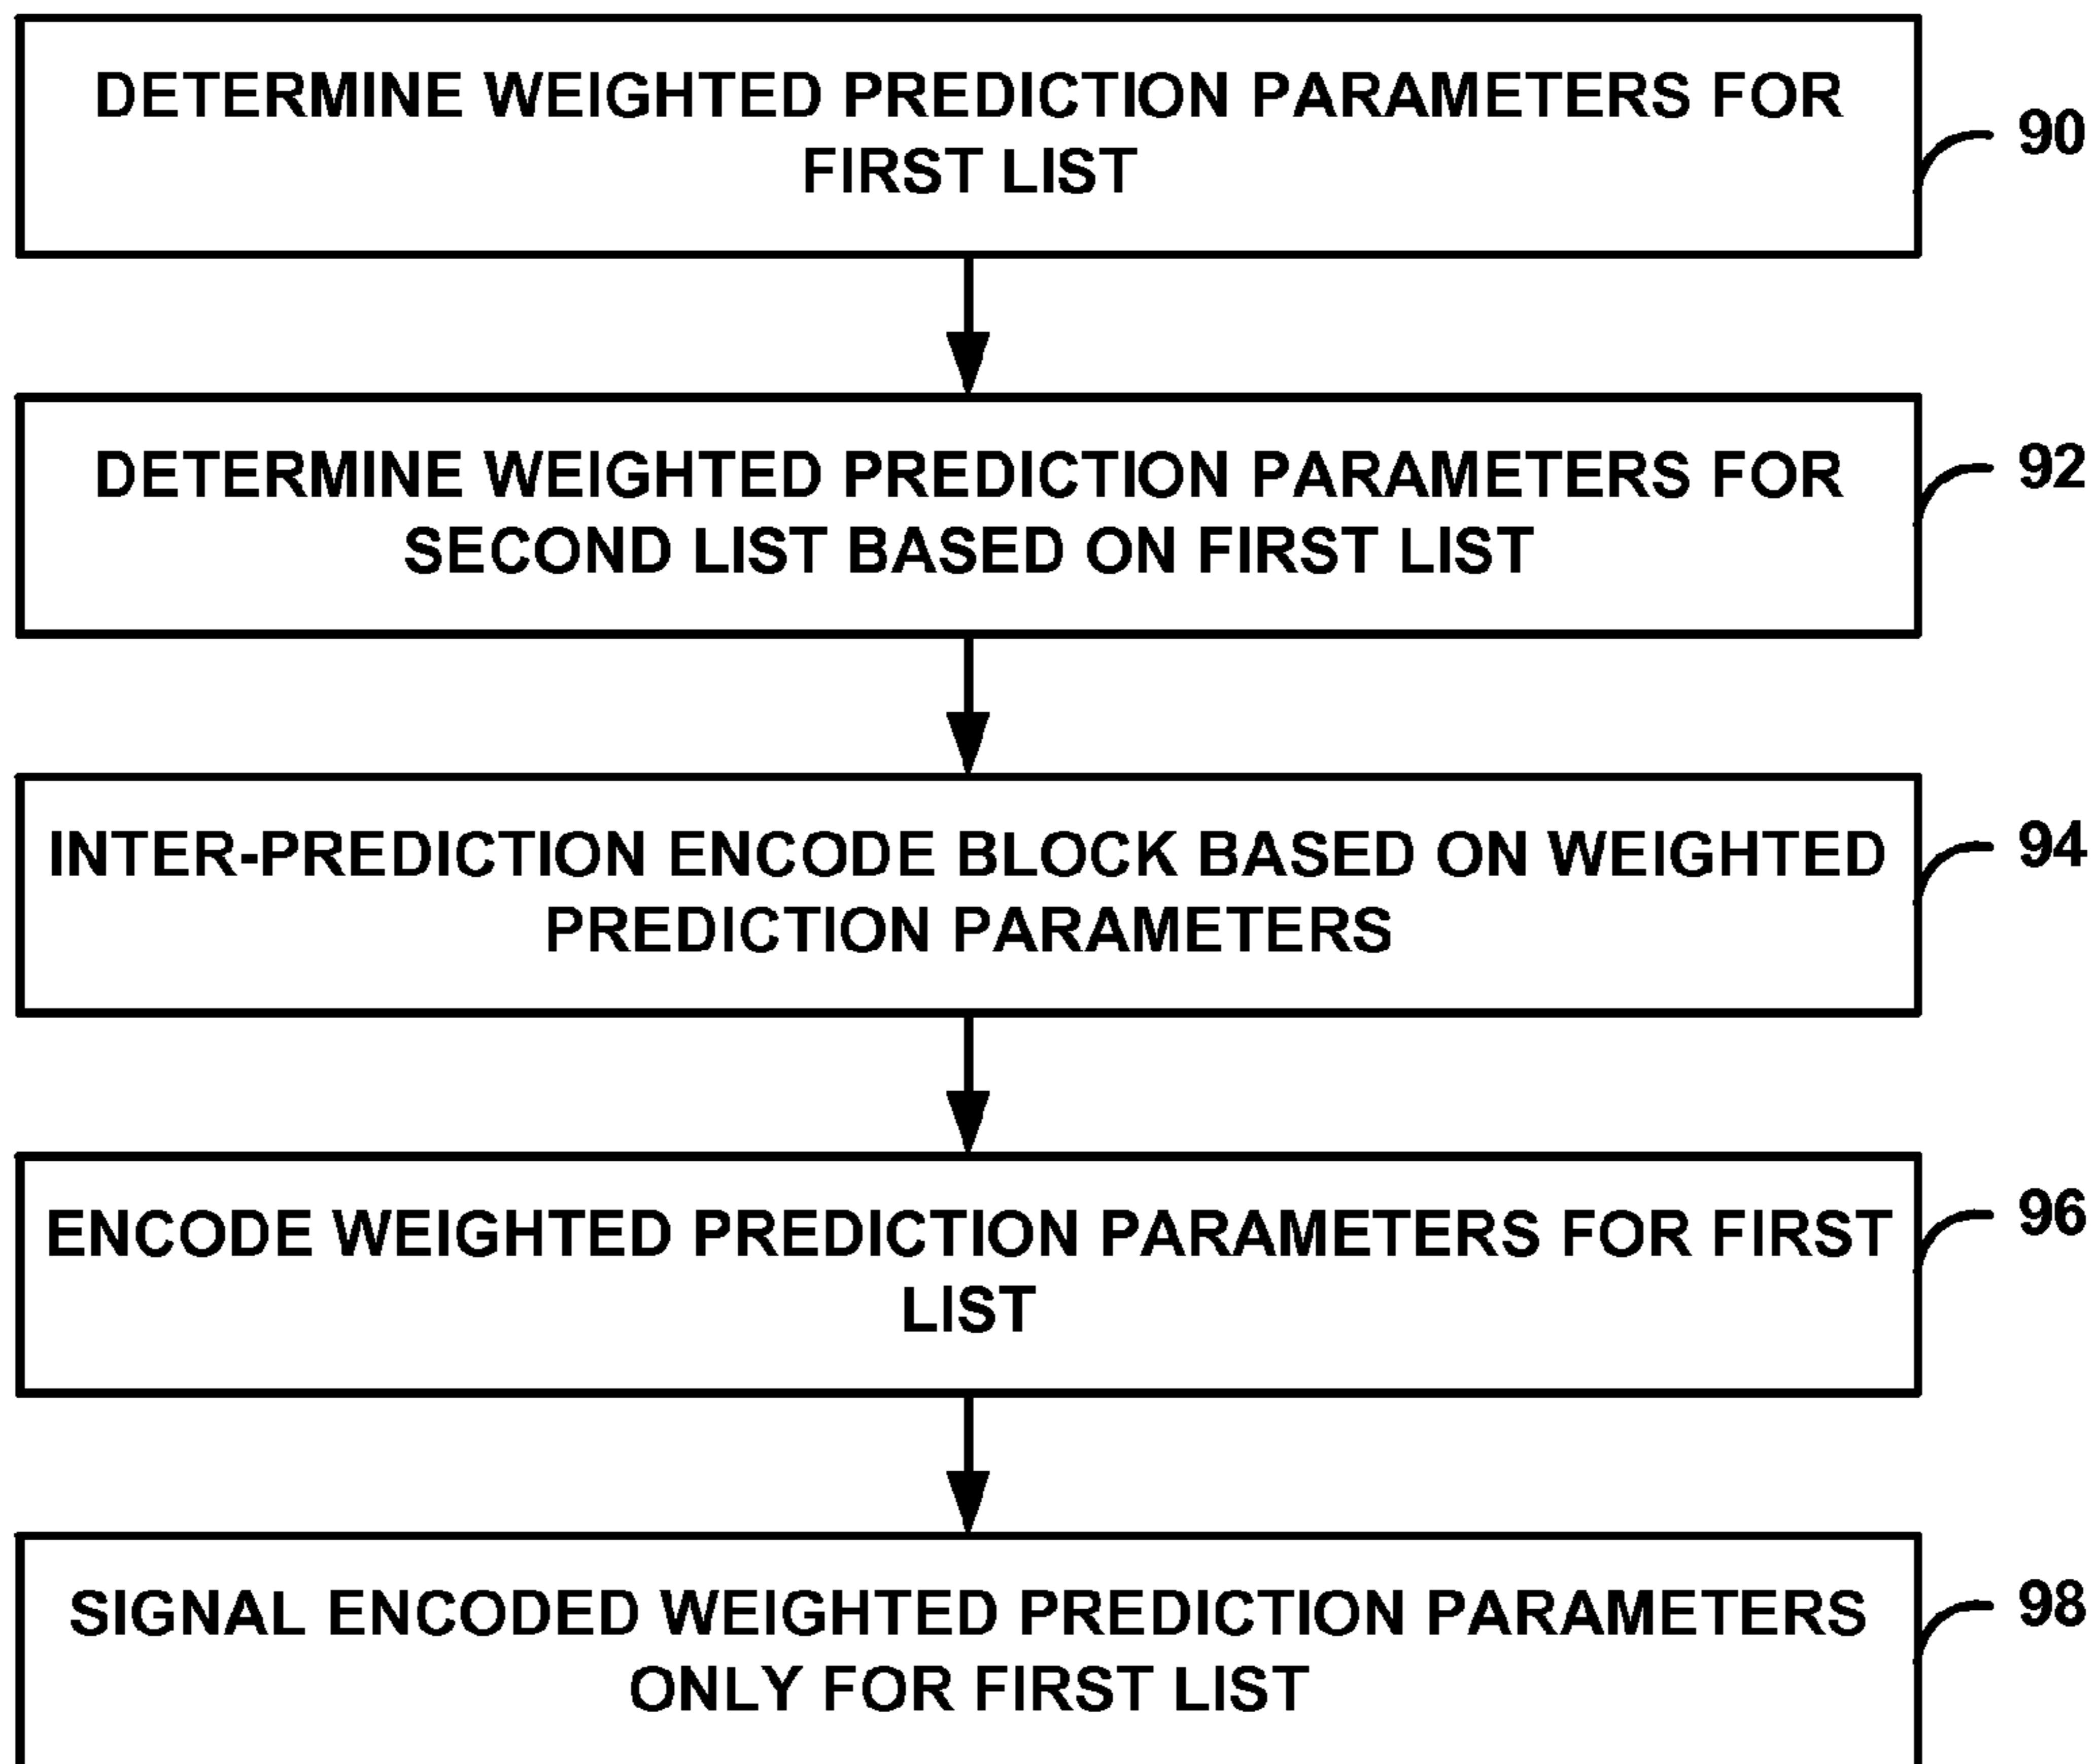 DETERMINE WEIGHTED PREDICTION PARAMETERS FOR
FIRST LIST
90
DETERMINE WEIGHTED PREDICTION PARAMETERS FOR
SECOND LIST BASED ON FIRST LIST
92
INTER-PREDICTION ENCODE BLOCK BASED ON WEIGHTED
PREDICTION PARAMETERS
94
ENCODE WEIGHTED PREDICTION PARAMETERS FOR FIRST
LIST
96
SIGNAL ENCODED WEIGHTED PREDICTION PARAMETERS
ONLY FOR FIRST LIST
98